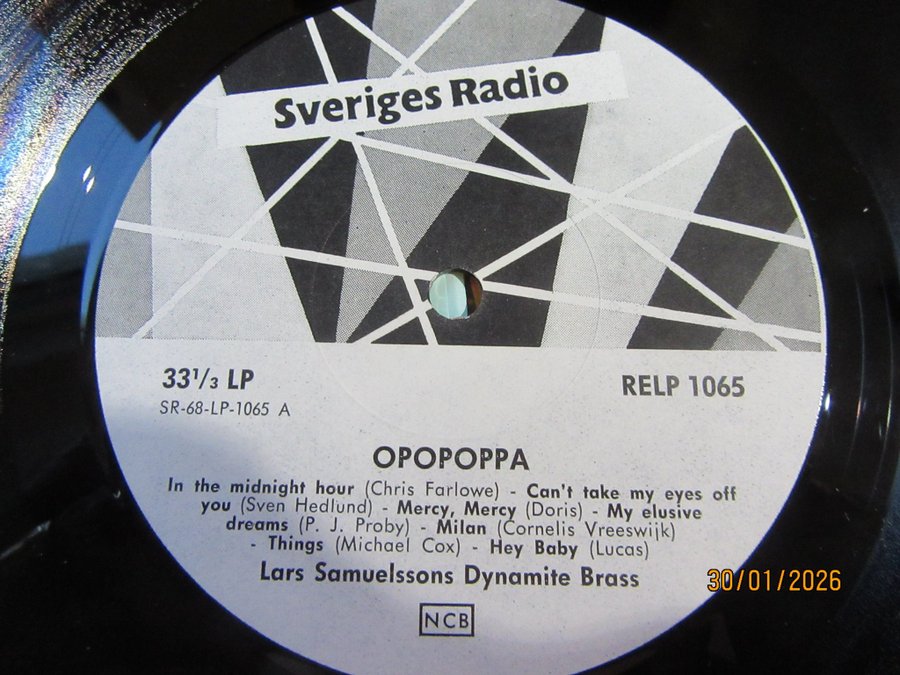 Sveriges Radio
33¹/₃ LP
RELP 1065
SR-68-LP-1065 A
OPOPOPPA
In the midnight hour (Chris Farlowe) - Can't take my eyes off
you (Sven Hedlund) - Mercy, Mercy (Doris) - My elusive
dreams (P. J. Proby) - Milan (Cornelis Vreeswijk)
- Things (Michael Cox) - Hey Baby (Lucas)
Lars Samuelssons Dynamite Brass
30/01/2026
NCB